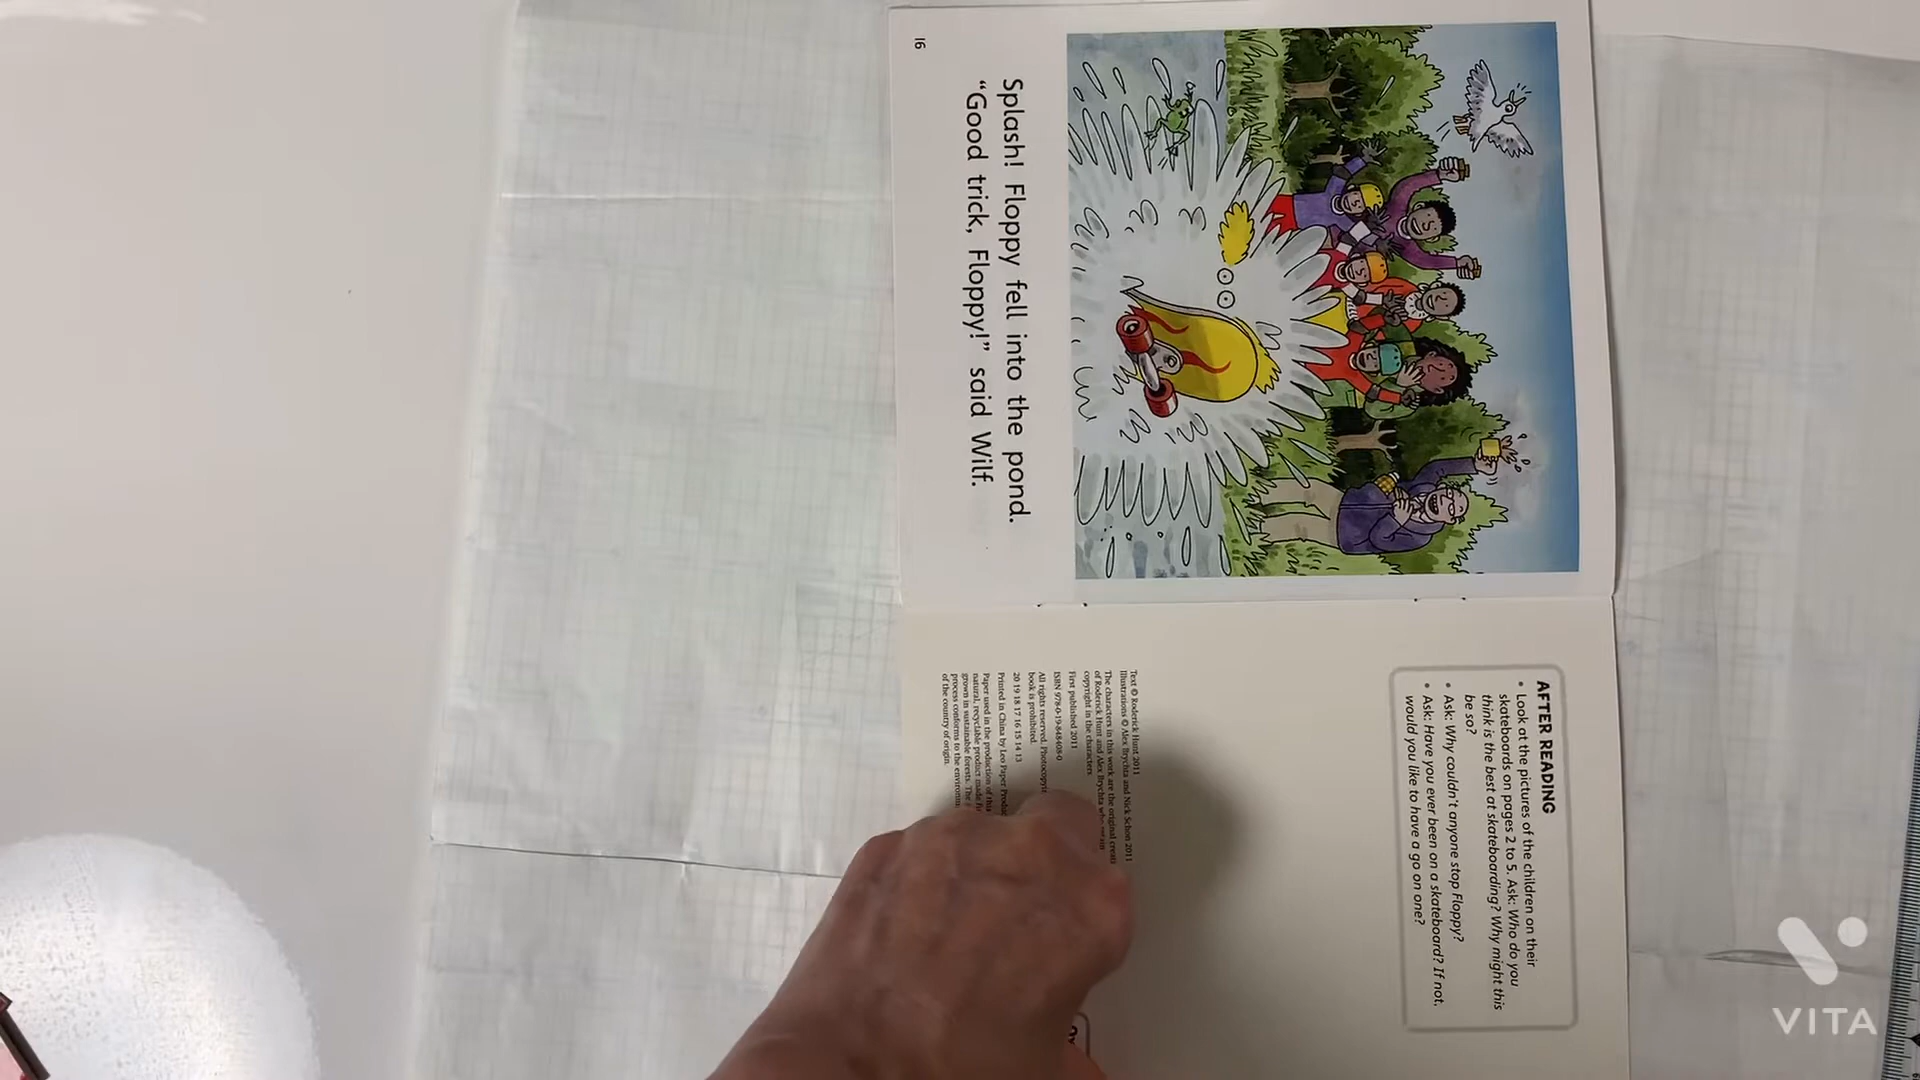 Splash! Floppy fell into the pond.
“Good trick, Floppy!” said Wilf.
16
AFTER READING
• Look at the pictures of the children on their
skateboards on pages 2 to 5. Ask: Who do you
think is the best at skateboarding? Why might this
be so?
• Ask: Why couldn't anyone stop Floppy?
• Ask: Have you ever been on a skateboard? If not,
would you like to have a go on one?
Text © Roderick Hunt 2011
Illustrations © Alex Brychta and Nick Schon 2011
The characters in this work are the original
of Roderick Hunt and Alex Brychta who retain
copyright in the characters.
First published 2011
ISBN 978-0-19-848408-0
All rights reserved.
book is prohibited.
20 19 18 17 16 15 14 13
Printed in China by Leo Paper
Paper used in the production of this
natural, recyclable product made
grown in sustainable forests. The
process conforms to the
of the country of origin.
VITA